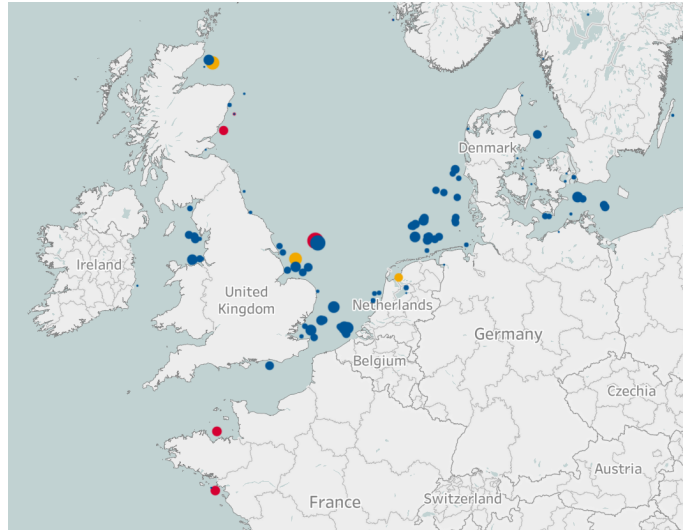 Denmark
Ireland
United
Kingdom
Netherlands
Germany
Belgium
Czechia
Austria
France
Switzerland